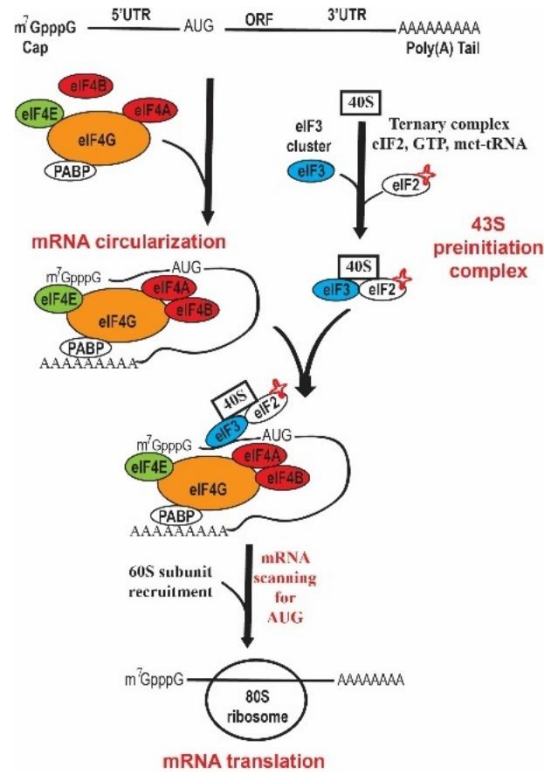 5'UTR ORF 3'UTR
m⁷GpppG AUG AAAAAAAAA
Cap Poly(A) Tail
eIF4B
eIF4E eIF4A
eIF4G
PABP
40S
eIF3
cluster
Ternary complex
eIF2, GTP, met-tRNA
eIF3 eIF2
mRNA circularization
43S
preinitiation
complex
m⁷GpppG AUG
eIF4E eIF4A
eIF4B
eIF4G
PABP
AAAAAAAAA
40S
eIF3 eIF2
40S
eIF3 eIF2
m⁷GpppG AUG
eIF4E eIF4A
eIF4B
eIF4G
PABP
AAAAAAAAA
60S subunit
recruitment
mRNA
scanning
for
AUG
m⁷GpppG AAAAAAAA
80S
ribosome
mRNA translation